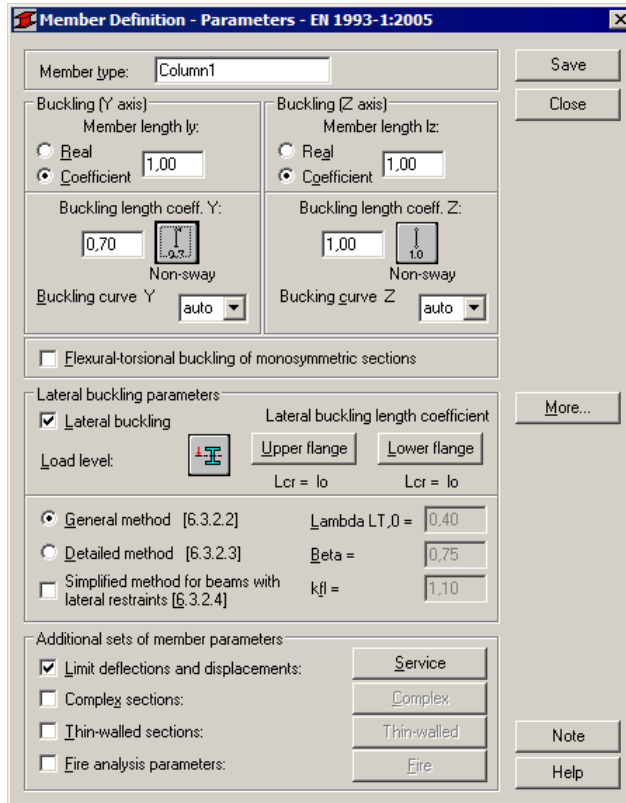 Member Definition - Parameters - EN 1993-1:2005
Member type: Column1
Save
Close
Buckling (Y axis)
Member length ly:
Real
Coefficient
1,00
Buckling length coeff. Y:
0,70
0.7
Non-sway
Buckling curve Y
auto
Buckling (Z axis)
Member length lz:
Real
Coefficient
1,00
Buckling length coeff. Z:
1,00
1.0
Non-sway
Bucking curve Z
auto
Flexural-torsional buckling of monosymmetric sections
Lateral buckling parameters
Lateral buckling
Lateral buckling length coefficient
Load level:
Upper flange
Lower flange
Lcr = lo
Lcr = lo
More...
General method [6.3.2.2]
Lambda LT,0 = 0,40
Detailed method [6.3.2.3]
Beta = 0,75
Simplified method for beams with
lateral restraints [6.3.2.4]
kfl = 1,10
Additional sets of member parameters
Limit deflections and displacements:
Service
Complex sections:
Complex
Thin-walled sections:
Thin-walled
Fire analysis parameters:
Fire
Note
Help